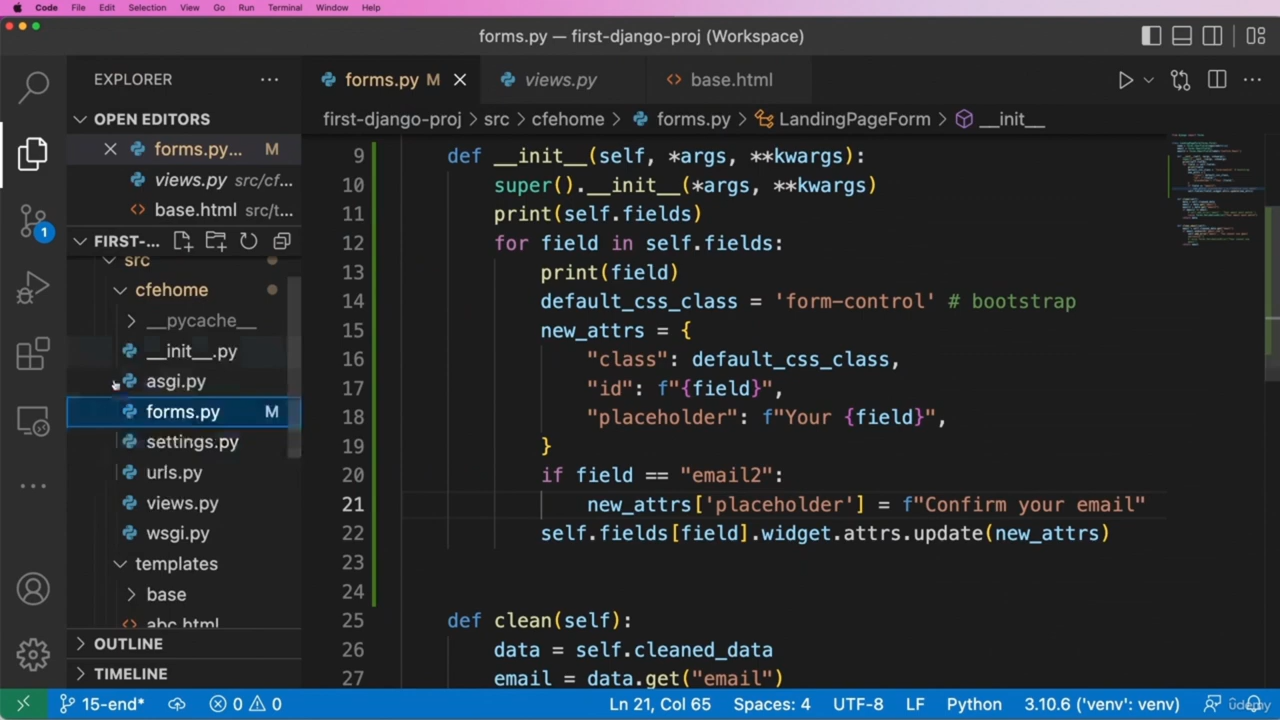 Code File Edit Selection View Go Run Terminal Window Help
forms.py — first-django-proj (Workspace)
EXPLORER ···
forms.py M
views.py
base.html
OPEN EDITORS
forms.py... M
views.py src/cf...
base.html src/t...
first-django-proj > src > cfehome > forms.py > LandingPageForm > __init__
1
FIRST-...
src
cfehome
__pycache__
__init__.py
asgi.py
forms.py M
settings.py
urls.py
views.py
wsgi.py
templates
base
abc.html
OUTLINE
TIMELINE
9 def __init__(self, *args, **kwargs):
10 super().__init__(*args, **kwargs)
11 print(self.fields)
12 for field in self.fields:
13 print(field)
14 default_css_class = 'form-control' # bootstrap
15 new_attrs = {
16 "class": default_css_class,
17 "id": f"{field}",
18 "placeholder": f"Your {field}",
19 }
20 if field == "email2":
21 new_attrs['placeholder'] = f"Confirm your email"
22 self.fields[field].widget.attrs.update(new_attrs)
23
24
25 def clean(self):
26 data = self.cleaned_data
27 email = data.get("email")
15-end* 0 0 Ln 21, Col 65 Spaces: 4 UTF-8 LF Python 3.10.6 ('venv': venv)
udemy